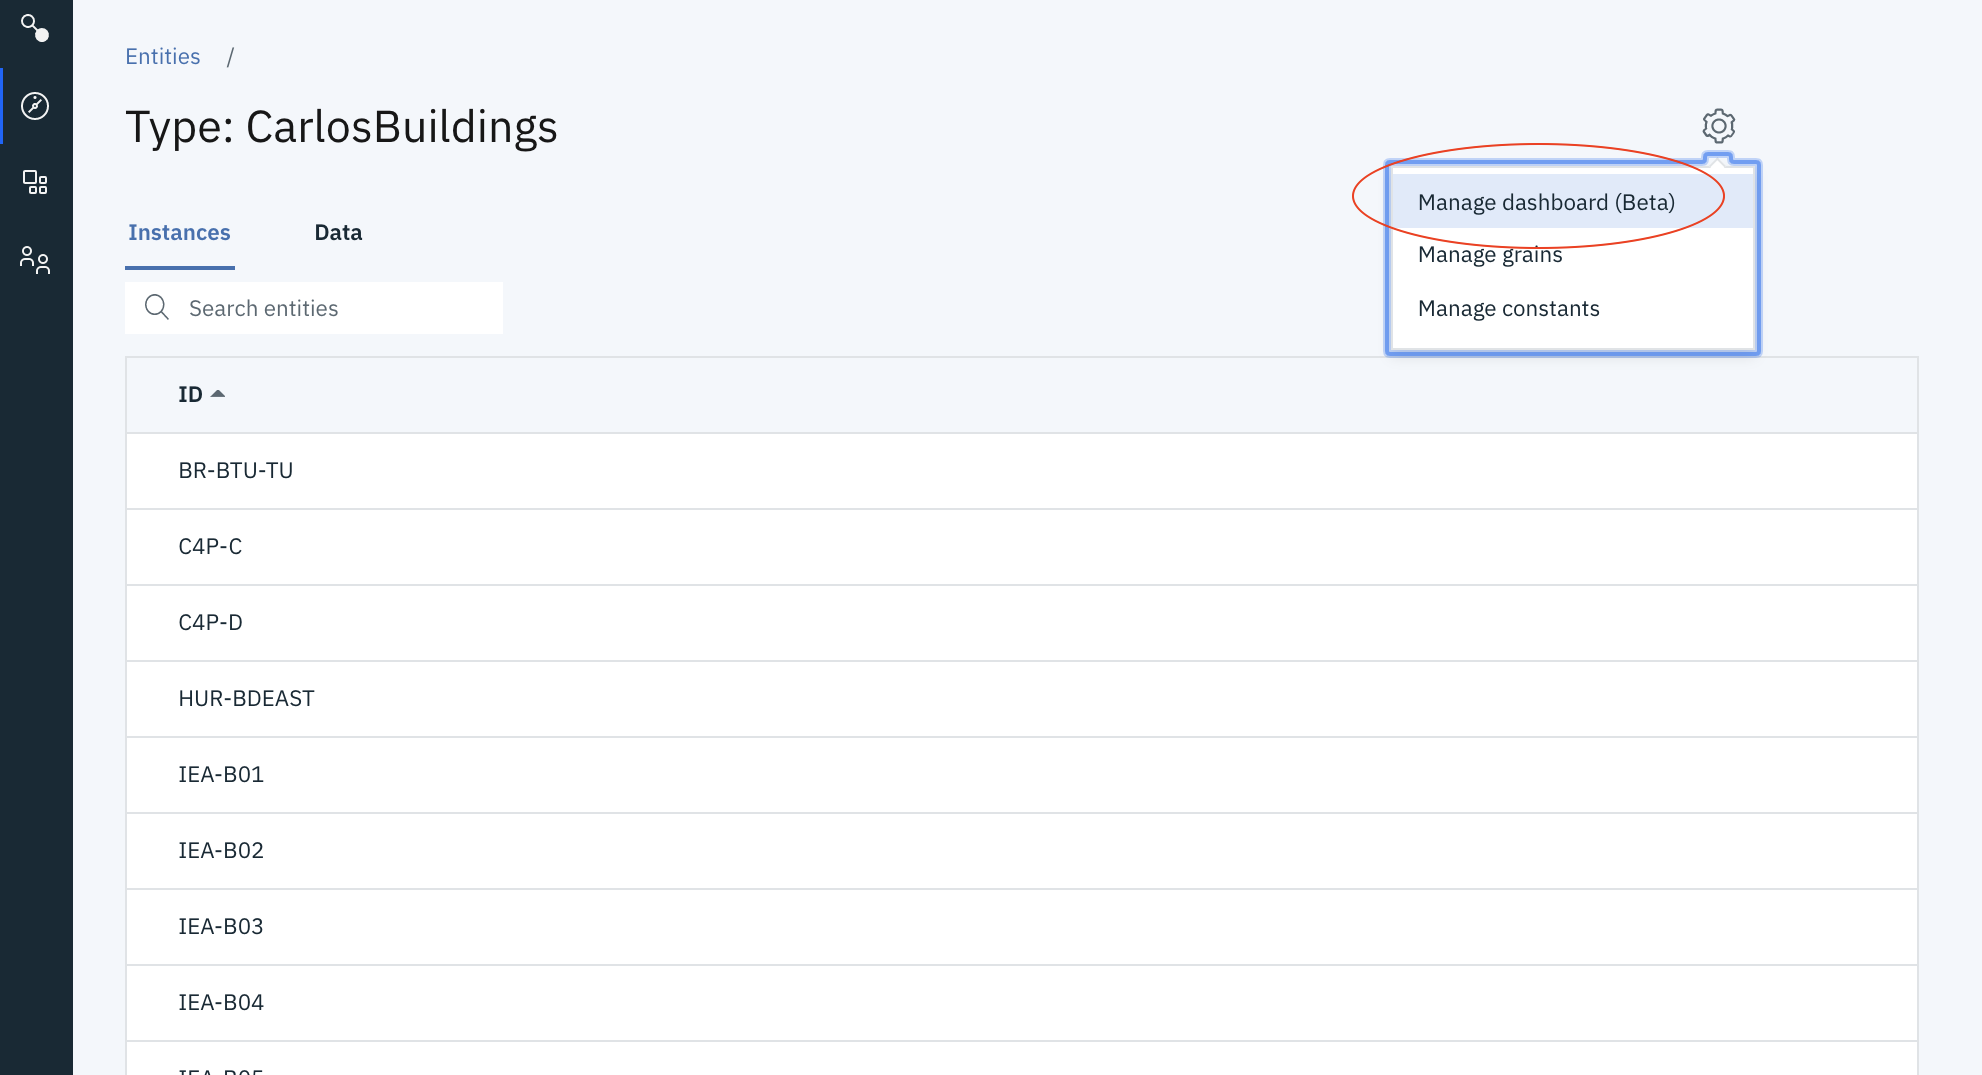 Entities /
Type: CarlosBuildings
Manage dashboard (Beta)
Manage grains
Manage constants
Instances Data
Search entities
ID
BR-BTU-TU
C4P-C
C4P-D
HUR-BDEAST
IEA-B01
IEA-B02
IEA-B03
IEA-B04